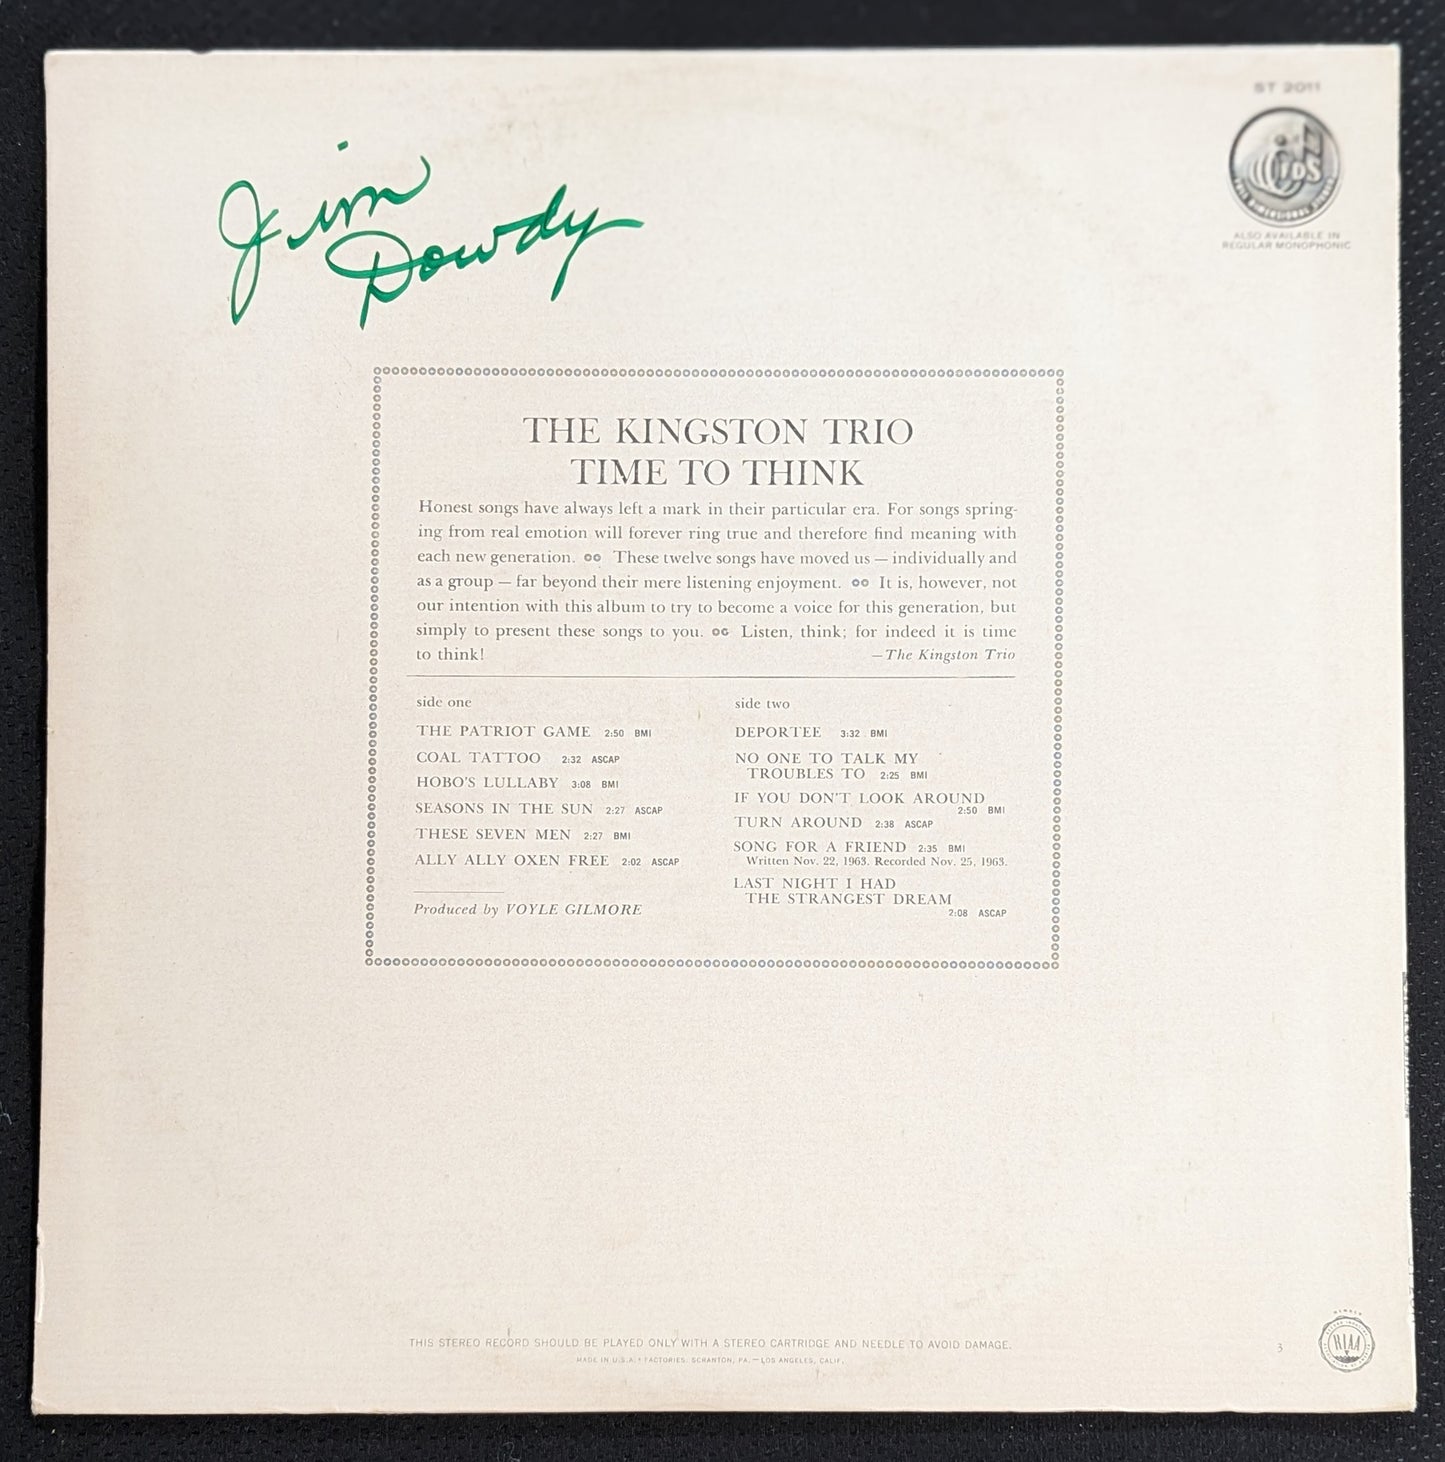 ST 2011
ALSO AVAILABLE IN
REGULAR MONOPHONIC
Jim
Dowdy
THE KINGSTON TRIO
TIME TO THINK
Honest songs have always left a mark in their particular era. For songs spring-
ing from real emotion will forever ring true and therefore find meaning with
each new generation. These twelve songs have moved us — individually and
as a group — far beyond their mere listening enjoyment. It is, however, not
our intention with this album to try to become a voice for this generation, but
simply to present these songs to you. Listen, think; for indeed it is time
to think! —The Kingston Trio
side one
THE PATRIOT GAME 2:50 BMI
COAL TATTOO 2:32 ASCAP
HOBO'S LULLABY 3:08 BMI
SEASONS IN THE SUN 2:27 ASCAP
THESE SEVEN MEN 2:27 BMI
ALLY ALLY OXEN FREE 2:02 ASCAP
Produced by VOYLE GILMORE
side two
DEPORTEE 3:32 BMI
NO ONE TO TALK MY
TROUBLES TO 2:25 BMI
IF YOU DON'T LOOK AROUND
2:50 BMI
TURN AROUND 2:38 ASCAP
SONG FOR A FRIEND 2:35 BMI
Written Nov. 22, 1963. Recorded Nov. 25, 1963.
LAST NIGHT I HAD
THE STRANGEST DREAM
2:08 ASCAP
THIS STEREO RECORD SHOULD BE PLAYED ONLY WITH A STEREO CARTRIDGE AND NEEDLE TO AVOID DAMAGE.
MADE IN U.S.A. • FACTORIES: SCRANTON, PA. — LOS ANGELES, CALIF.
3
MEMBER
RIAA